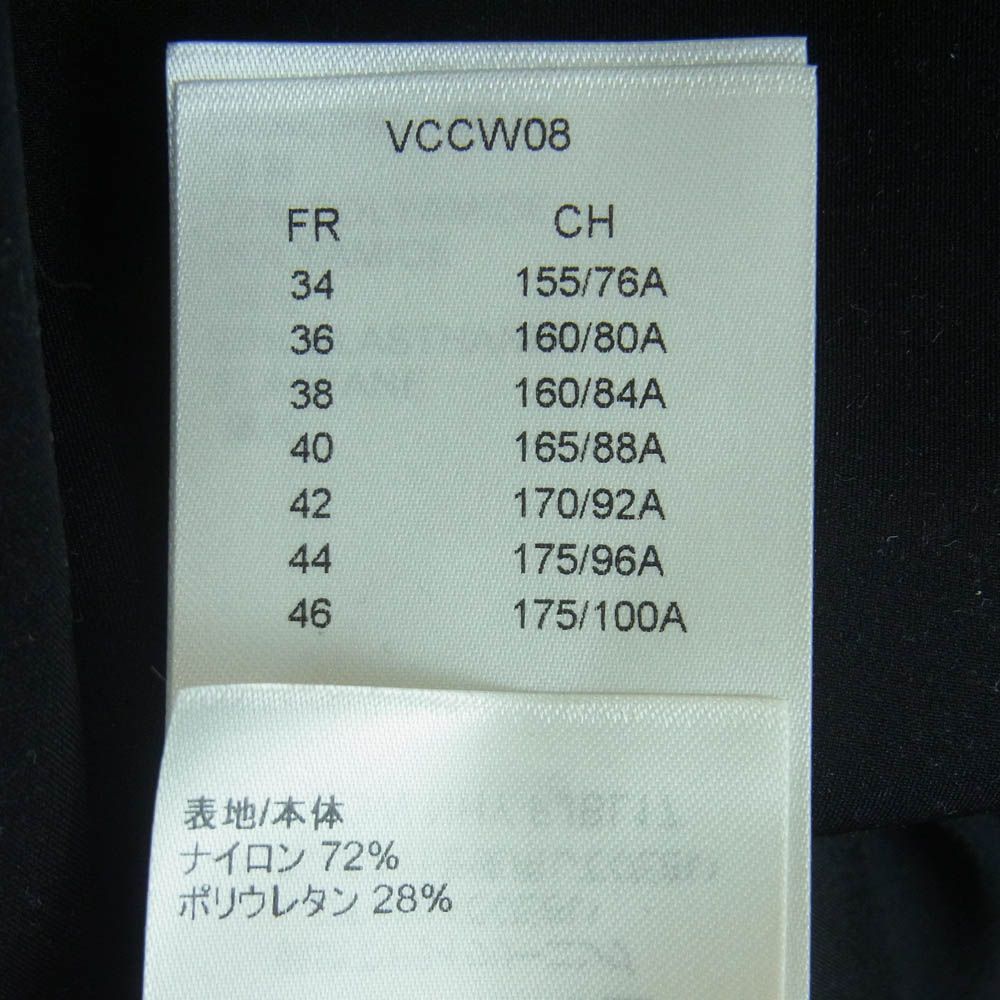 VCCW08
FR CH
34 155/76A
36 160/80A
38 160/84A
40 165/88A
42 170/92A
44 175/96A
46 175/100A
表地/本体
ナイロン 72%
ポリウレタン 28%